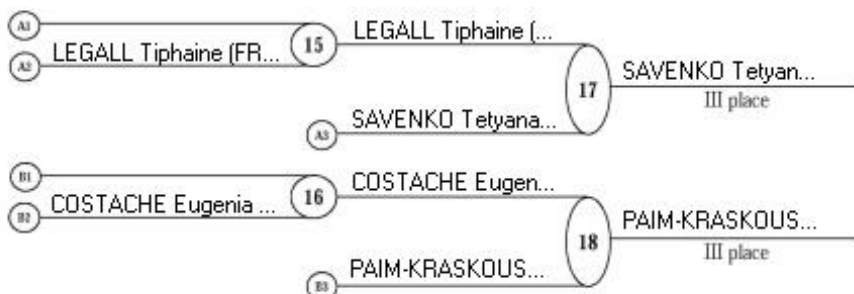 A1
LEGALL Tiphaine (FR...
A2
15
LEGALL Tiphaine (...
SAVENKO Tetyana...
A3
17
SAVENKO Tetyan...
III place
B1
COSTACHE Eugenia ...
B2
16
COSTACHE Eugen...
PAIM-KRASKOUS...
B3
18
PAIM-KRASKOUS...
III place